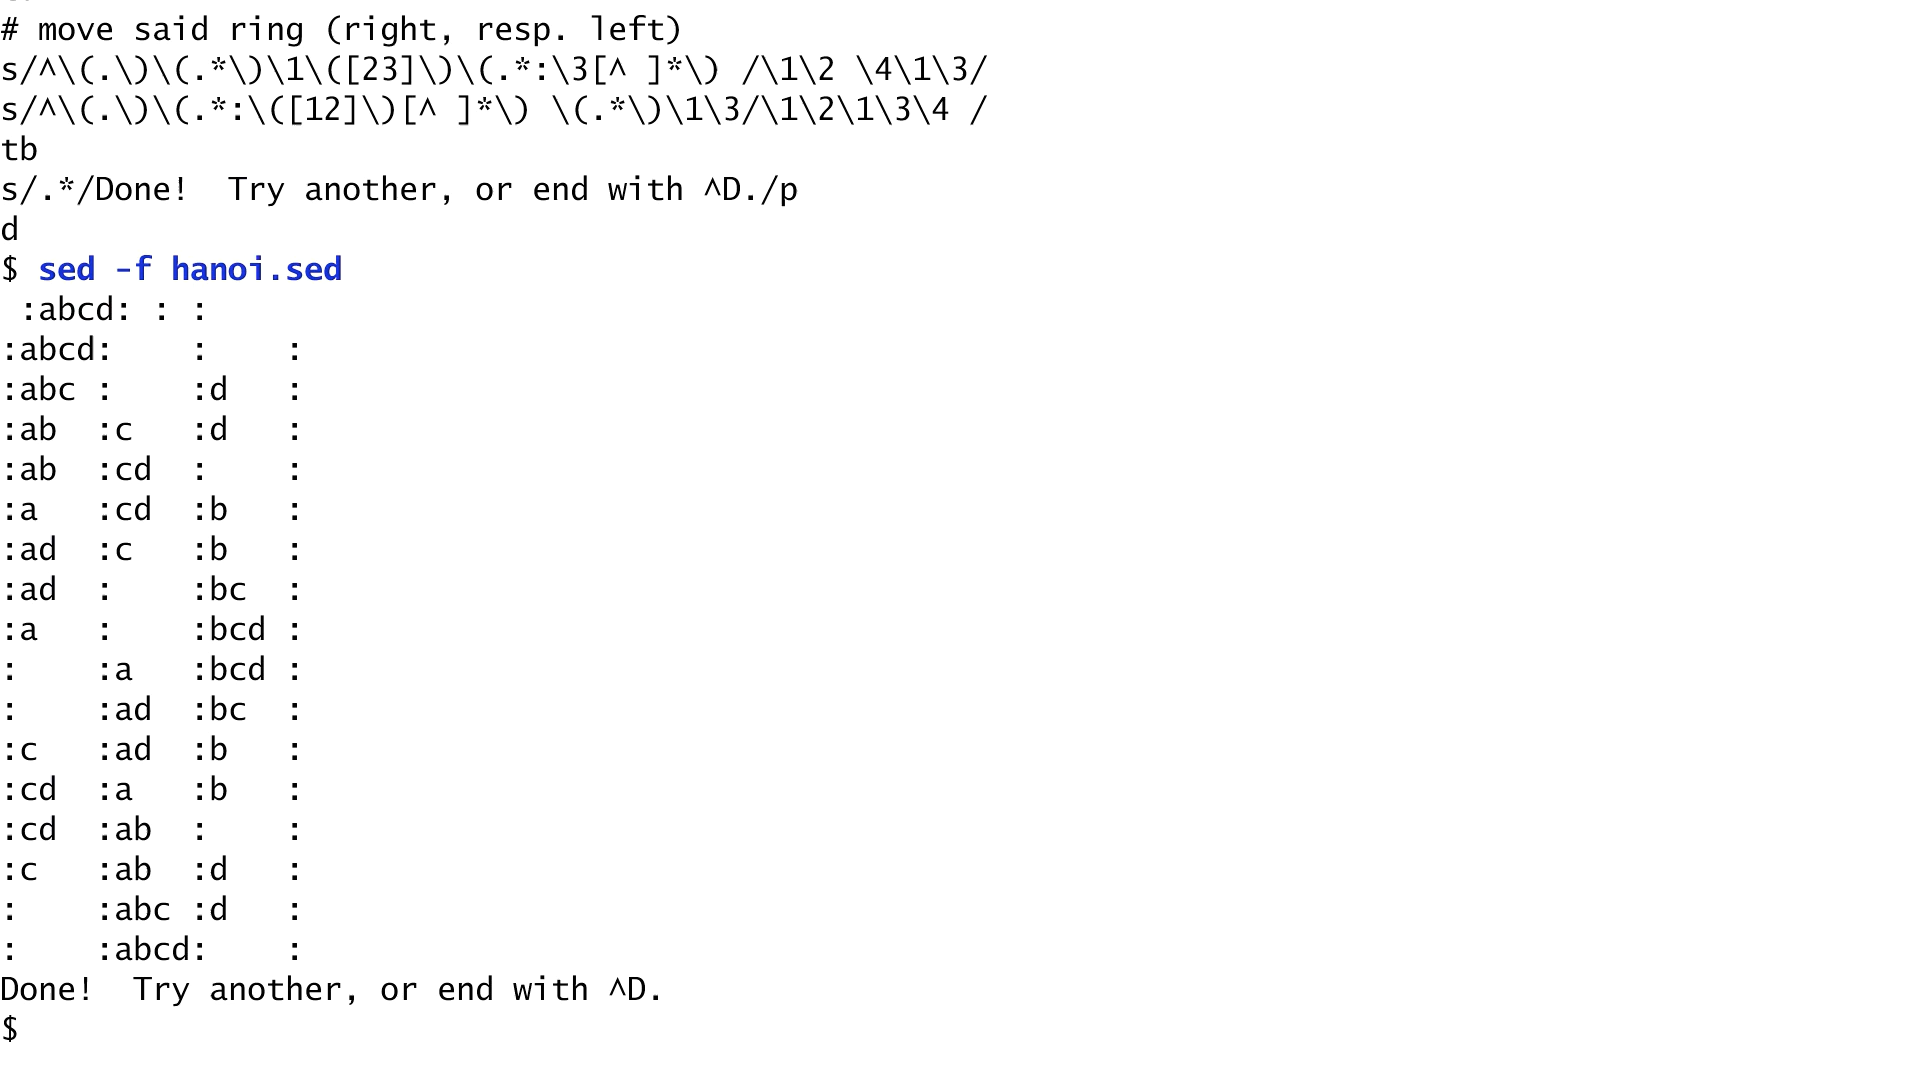 # move said ring (right, resp. left)
s/^\(.\)\(.*\)\1\([23]\)\(.*:\3[^ ]*\) /\1\2 \4\1\3/
s/^\(.\)\(.*:\([12]\)[^ ]*\) \(.*\)\1\3/\1\2\1\3\4 /
tb
s/.*/Done!  Try another, or end with ^D./p
d
$ sed -f hanoi.sed
 :abcd: : :
:abcd:    :    :
:abc :    :d   :
:ab  :c   :d   :
:ab  :cd  :    :
:a   :cd  :b   :
:ad  :c   :b   :
:ad  :    :bc  :
:a   :    :bcd :
:    :a   :bcd :
:    :ad  :bc  :
:c   :ad  :b   :
:cd  :a   :b   :
:cd  :ab  :    :
:c   :ab  :d   :
:    :abc :d   :
:    :abcd:    :
Done!  Try another, or end with ^D.
$